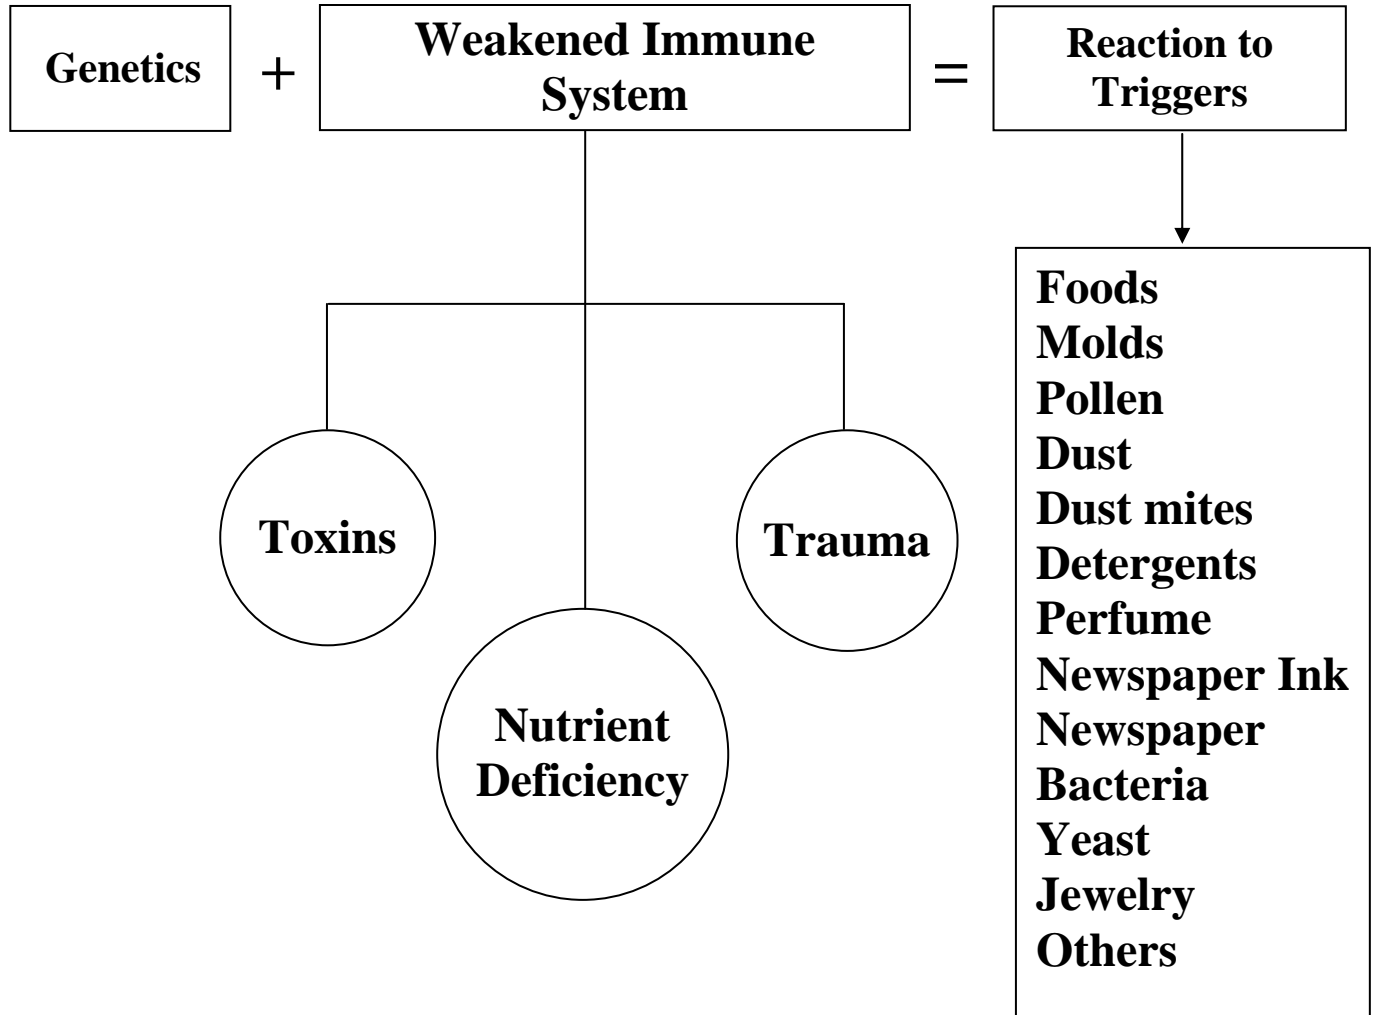 Genetics
+
Weakened Immune
System
=
Reaction to
Triggers
Toxins
Nutrient
Deficiency
Trauma
Foods
Molds
Pollen
Dust
Dust mites
Detergents
Perfume
Newspaper Ink
Newspaper
Bacteria
Yeast
Jewelry
Others